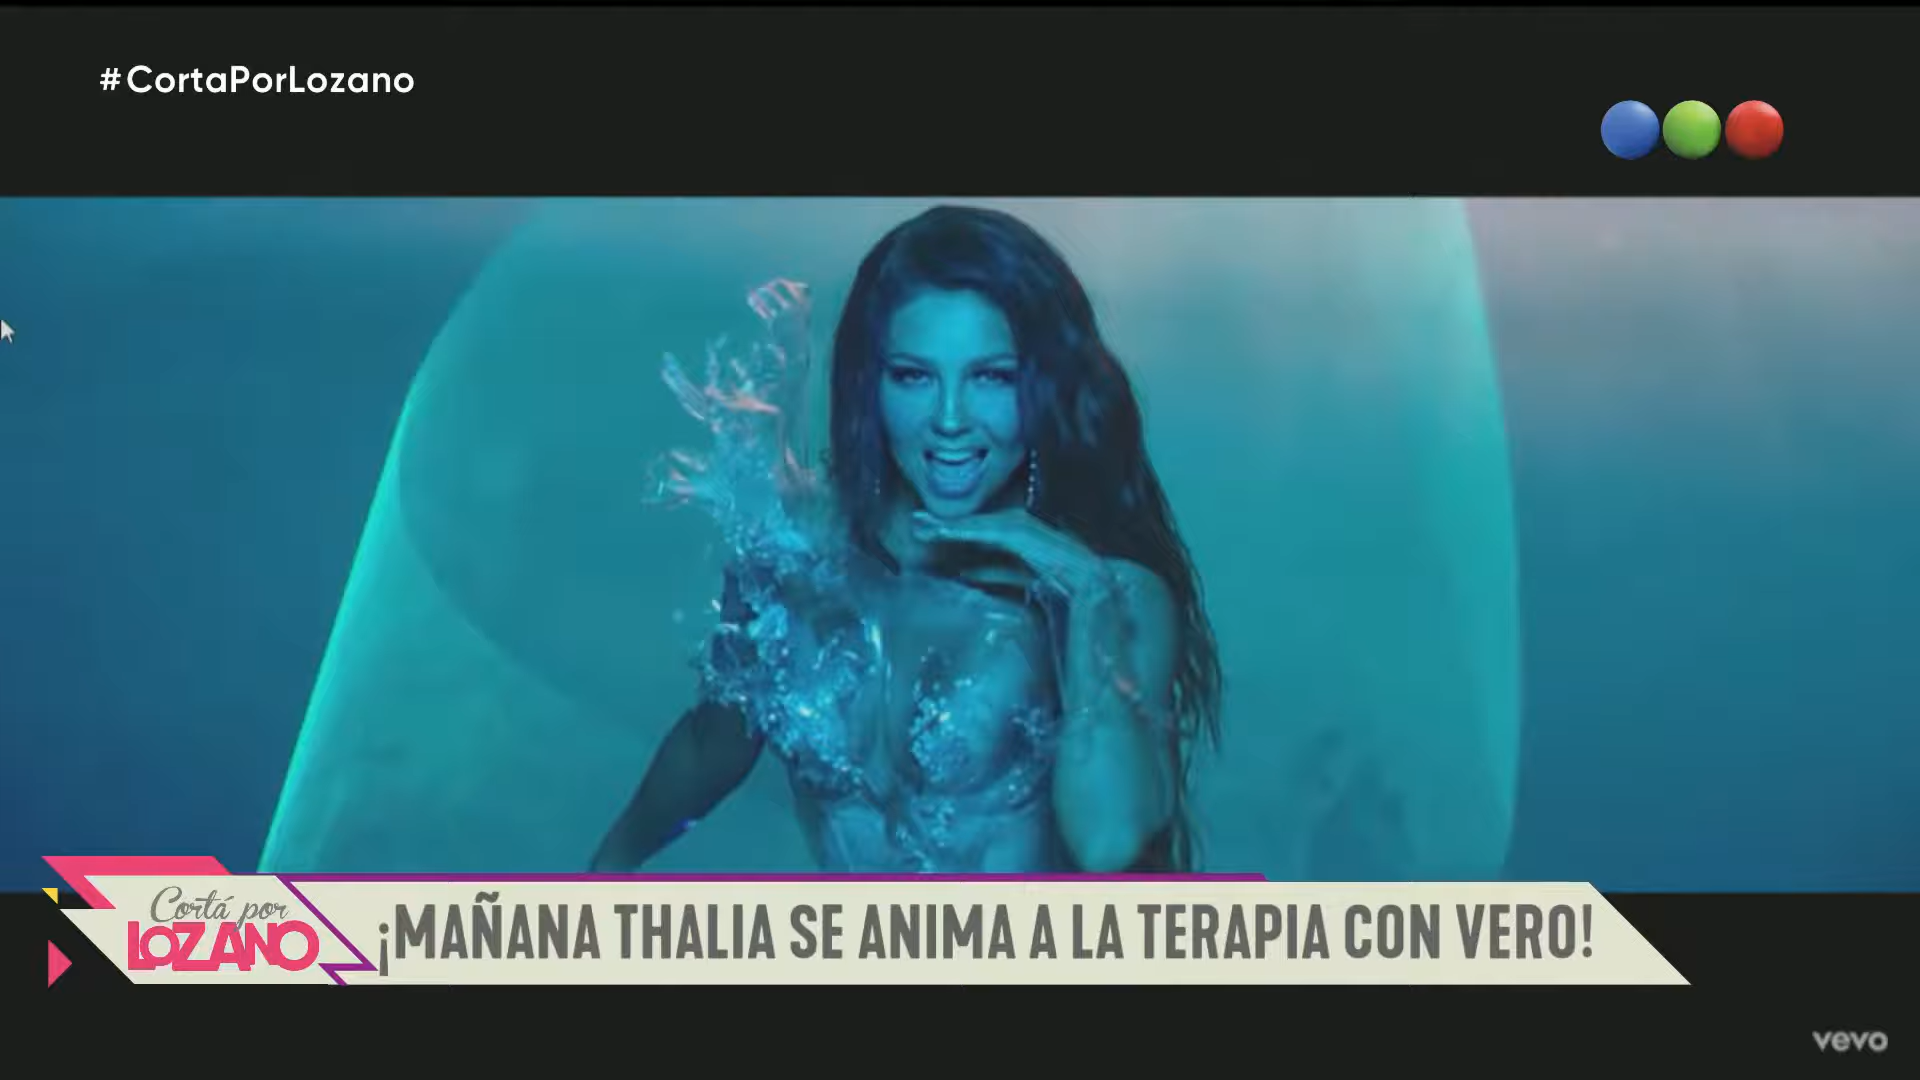 #CortaPorLozano
Cortá por
LOZANO
¡MAÑANA THALIA SE ANIMA A LA TERAPIA CON VERO!
vevo